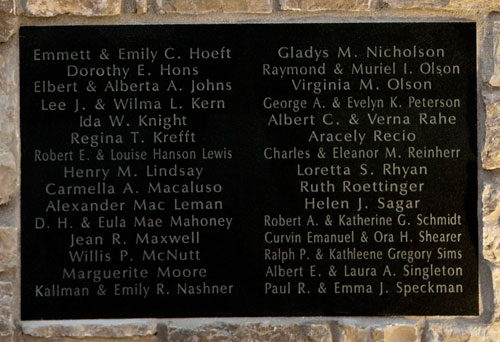 Emmett & Emily C. Hoeft
Dorothy E. Hons
Elbert & Alberta A. Johns
Lee J. & Wilma L. Kern
Ida W. Knight
Regina T. Krefft
Robert E. & Louise Hanson Lewis
Henry M. Lindsay
Carmella A. Macaluso
Alexander Mac Leman
D. H. & Eula Mae Mahoney
Jean R. Maxwell
Willis P. McNutt
Marguerite Moore
Kallman & Emily R. Nashner
Gladys M. Nicholson
Raymond & Muriel I. Olson
Virginia M. Olson
George A. & Evelyn K. Peterson
Albert C. & Verna Rahe
Aracely Recio
Charles & Eleanor M. Reinherr
Loretta S. Rhyan
Ruth Roettinger
Helen J. Sagar
Robert A. & Katherine G. Schmidt
Curvin Emanuel & Ora H. Shearer
Ralph P. & Kathleene Gregory Sims
Albert E. & Laura A. Singleton
Paul R. & Emma J. Speckman